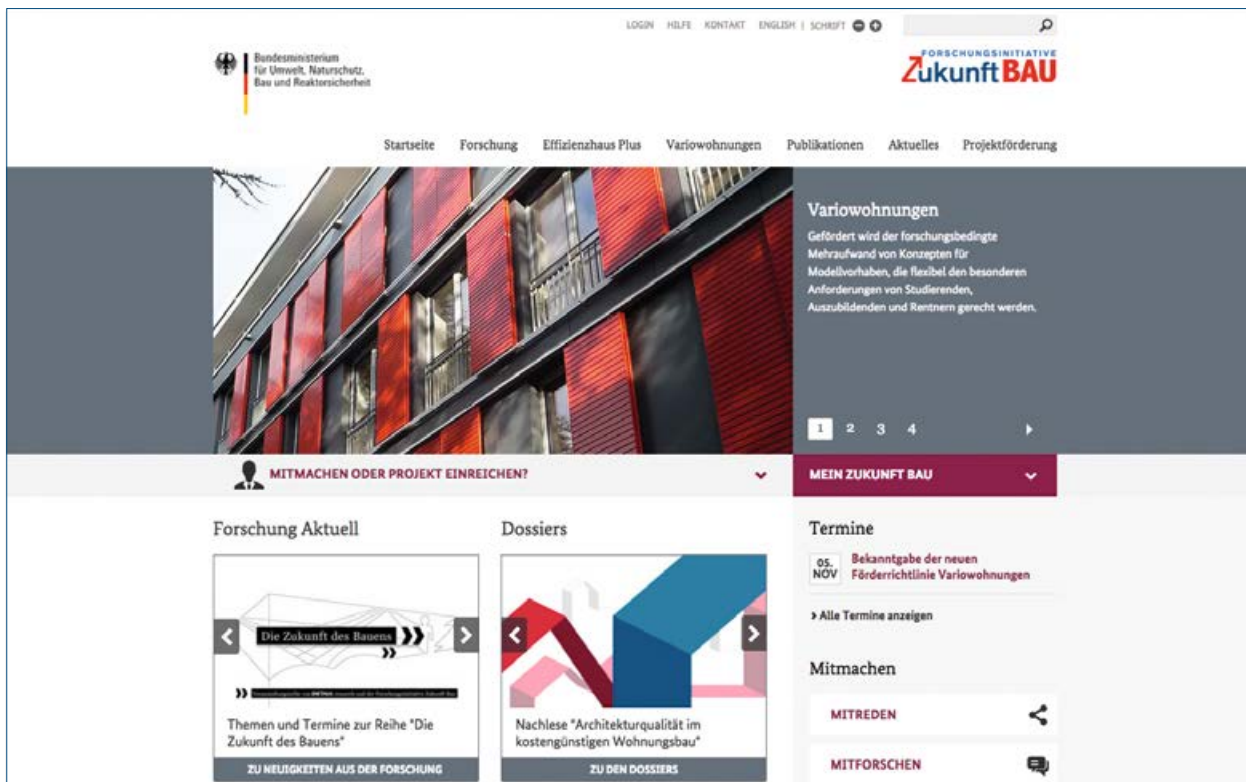 LOGIN HILFE KONTAKT ENGLISH | SCHRIFT
Bundesministerium
für Umwelt, Naturschutz,
Bau und Reaktorsicherheit
FORSCHUNGSINITIATIVE
Zukunft BAU
Startseite Forschung Effizienzhaus Plus Variowohnungen Publikationen Aktuelles Projektförderung
Variowohnungen
Gefördert wird der forschungsbedingte
Mehraufwand von Konzepten für
Modellvorhaben, die flexibel den besonderen
Anforderungen von Studierenden,
Auszubildenden und Rentnern gerecht werden.
1 2 3 4
MITMACHEN ODER PROJEKT EINREICHEN?
MEIN ZUKUNFT BAU
Forschung Aktuell
Die Zukunft des Bauens
Themen und Termine zur Reihe "Die
Zukunft des Bauens"
ZU NEUIGKEITEN AUS DER FORSCHUNG
Dossiers
Nachlese "Architekturqualität im
kostengünstigen Wohnungsbau"
ZU DEN DOSSIERS
Termine
05.
NOV
Bekanntgabe der neuen
Förderrichtlinie Variowohnungen
› Alle Termine anzeigen
Mitmachen
MITREDEN
MITFORSCHEN